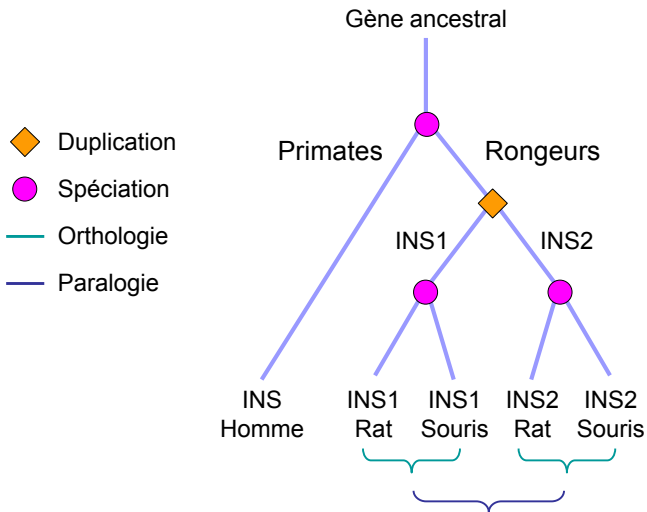 Gène ancestral
Duplication
Spéciation
Orthologie
Paralogie
Primates
Rongeurs
INS1
INS2
INS
Homme
INS1
Rat
INS1
Souris
INS2
Rat
INS2
Souris